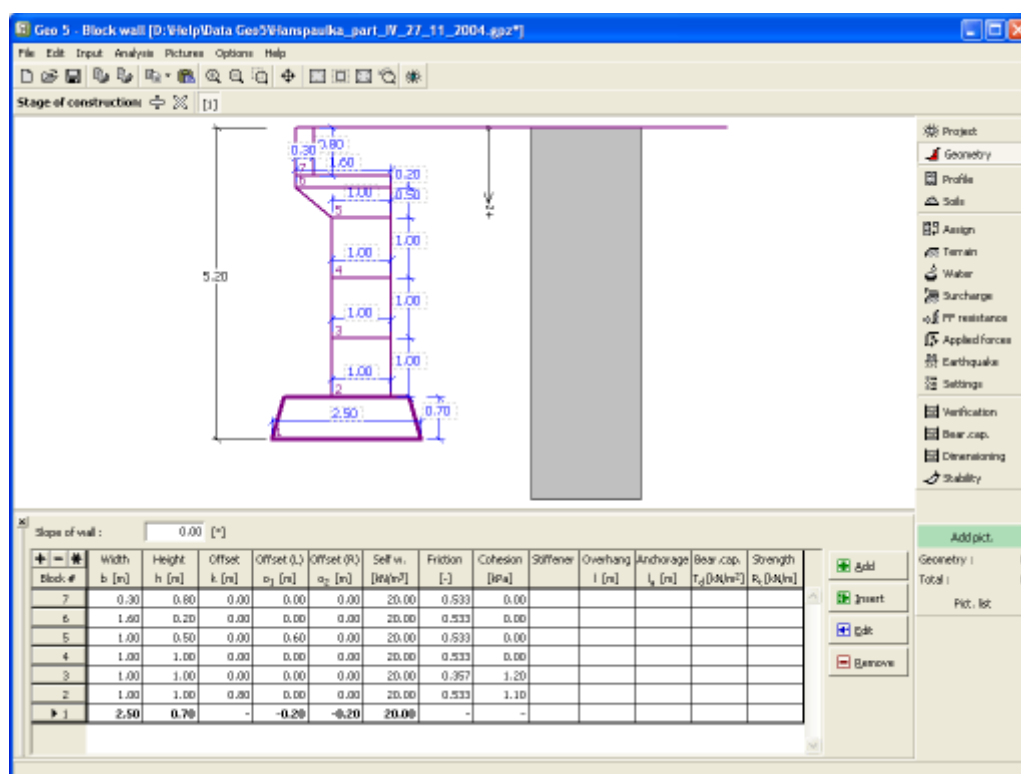 Geo 5 - Block wall [D:\Help\Data Geo5\Hanspaulka_part_IV_27_11_2004.gpz*]
File Edit Input Analysis Pictures Options Help
Stage of construction: [1]
0.80
0.30
1.60
7
0.20
6
1.00
0.50
5
1.00
1.00
4
5.20
+z
1.00
1.00
3
1.00
1.00
2
2.50
0.70
1
Project
Geometry
Profile
Soils
Assign
Terrain
Water
Surcharge
FF resistance
Applied forces
Earthquake
Settings
Verification
Bear.cap.
Dimensioning
Stability
Slope of wall : 0.00 [°]
+ - Width Height Offset Offset (L) Offset (R) Self w. Friction Cohesion Stiffener Overhang Anchorage Bear.cap. Strength
Block # b [m] h [m] k [m] o1 [m] o2 [m] [kN/m³] [-] [kPa] l [m] [m] [kN/m²] [kN/m]
7 0.30 0.80 0.00 0.00 0.00 20.00 0.533 0.00
6 1.60 0.20 0.00 0.00 0.00 20.00 0.533 0.00
5 1.00 0.50 0.00 0.60 0.00 20.00 0.533 0.00
4 1.00 1.00 0.00 0.00 0.00 20.00 0.533 0.00
3 1.00 1.00 0.00 0.00 0.00 20.00 0.357 1.20
2 1.00 1.00 0.80 0.00 0.00 20.00 0.533 1.10
1 2.50 0.70 - -0.20 -0.20 20.00 - -
Add
Insert
Edit
Remove
Add pict.
Geometry :
Total :
Pict. list